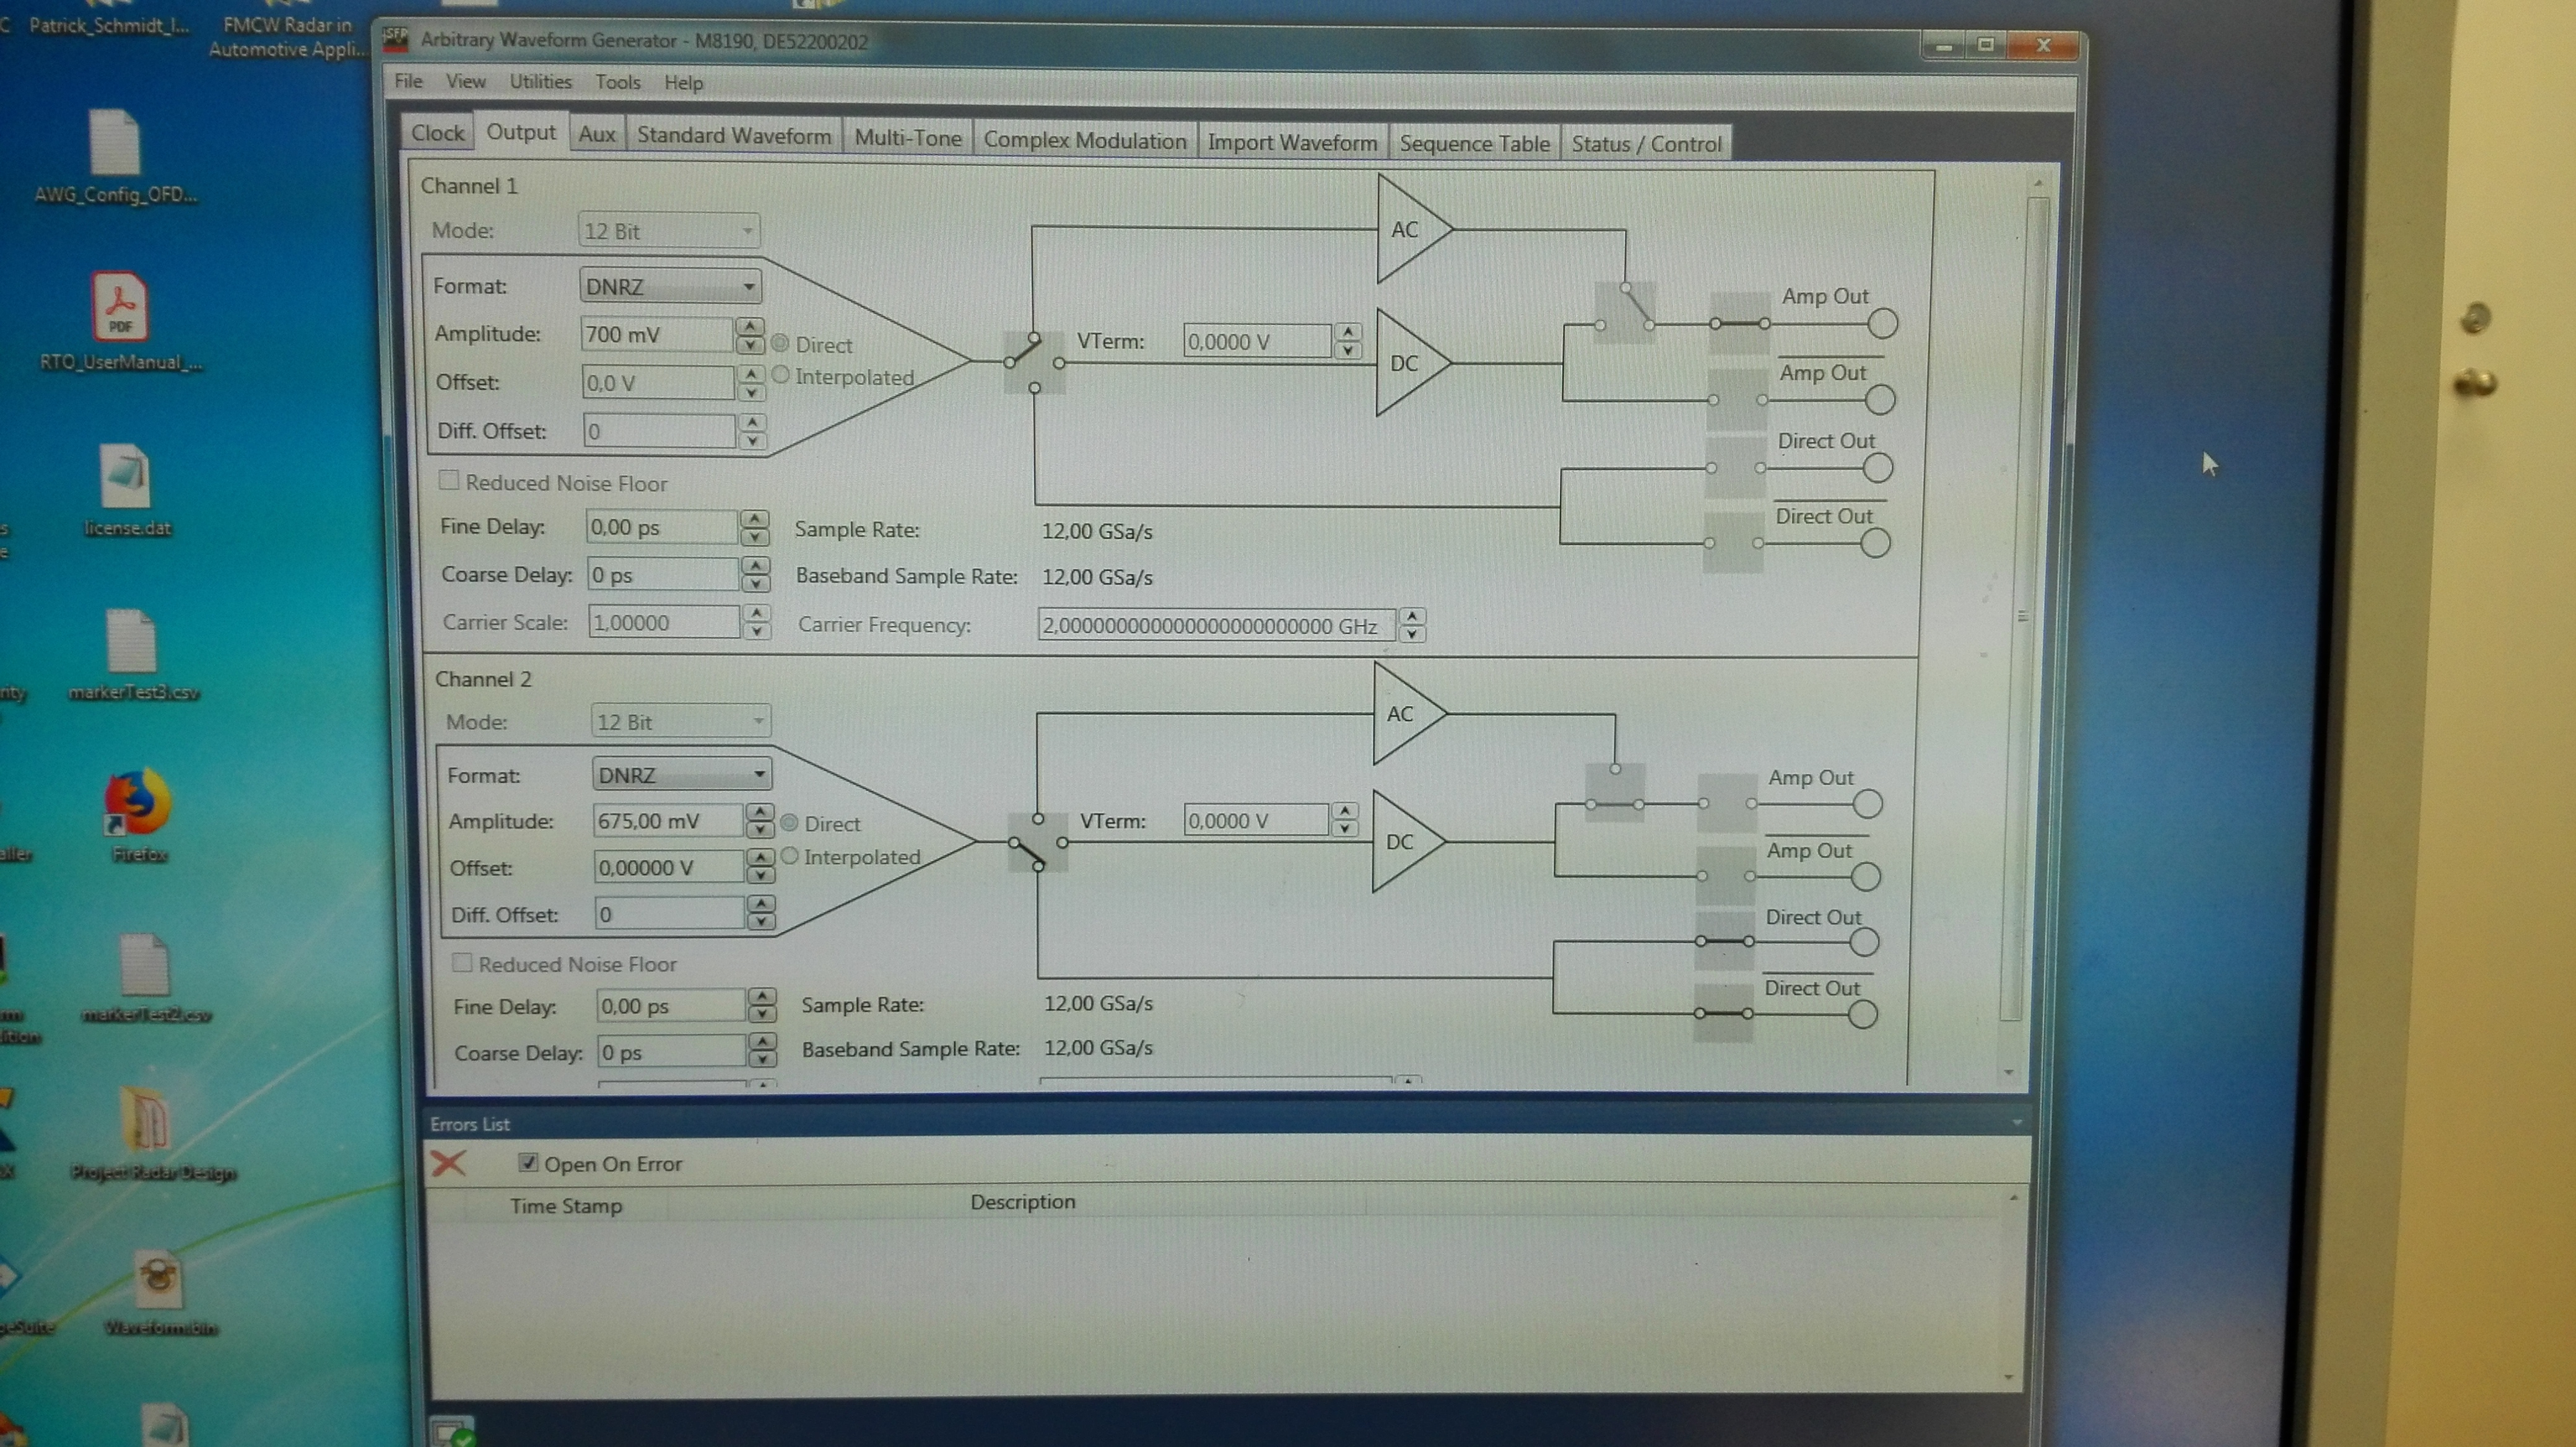 Patrick_Schmidt_I...
FMCW Radar in
Automotive Appli...
AWG_Config_OFD...
PDF
RTO_UserManual_...
license.dat
markerTest3.csv
Firefox
markerTest2.csv
Project Radar Design
Waveform.bin
Arbitrary Waveform Generator - M8190, DE52200202
File View Utilities Tools Help
Clock Output Aux Standard Waveform Multi-Tone Complex Modulation Import Waveform Sequence Table Status / Control
Channel 1
Mode: 12 Bit
AC
Format: DNRZ
Amp Out
Amplitude: 700 mV Direct VTerm: 0,0000 V
DC
Amp Out
Offset: 0,0 V Interpolated
Diff. Offset: 0
Direct Out
Reduced Noise Floor
Direct Out
Fine Delay: 0,00 ps Sample Rate: 12,00 GSa/s
Coarse Delay: 0 ps Baseband Sample Rate: 12,00 GSa/s
Carrier Scale: 1,00000 Carrier Frequency: 2,000000000000000000000000 GHz
Channel 2
Mode: 12 Bit
AC
Format: DNRZ
Amp Out
Amplitude: 675,00 mV Direct VTerm: 0,0000 V
DC
Amp Out
Offset: 0,00000 V Interpolated
Diff. Offset: 0
Direct Out
Reduced Noise Floor
Direct Out
Fine Delay: 0,00 ps Sample Rate: 12,00 GSa/s
Coarse Delay: 0 ps Baseband Sample Rate: 12,00 GSa/s
Errors List
Open On Error
Time Stamp Description